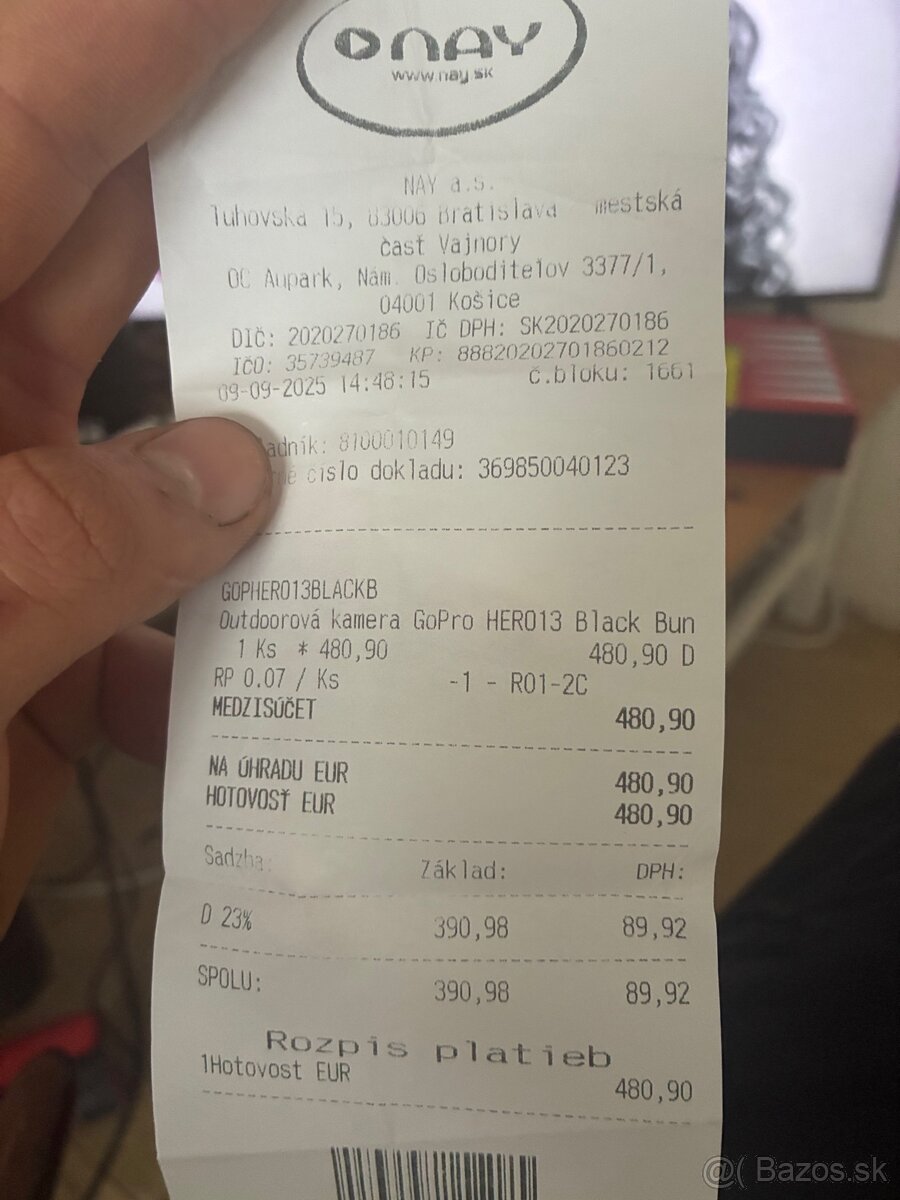 NAY
www.nay.sk
NAY a.s.
Tuhovská 15, 83006 Bratislava mestská
časť Vajnory
OC Aupark, Nám. Osloboditeľov 3377/1,
04001 Košice
DIČ: 2020270186 IČ DPH: SK2020270186
IČO: 35739487 KP: 88820202701860212
09-09-2025 14:48:15 č.bloku: 1661
adník: 8100010149
né číslo dokladu: 369850040123
GOPHERO13BLACKB
Outdoorová kamera GoPro HERO13 Black Bun
1 Ks * 480,90 480,90 D
RP 0.07 / Ks -1 - R01-2C
MEDZISÚČET 480,90
NA ÚHRADU EUR 480,90
HOTOVOSŤ EUR 480,90
Sadzba: Základ: DPH:
D 23% 390,98 89,92
SPOLU: 390,98 89,92
Rozpis platieb
1Hotovost EUR 480,90
@( Bazos.sk